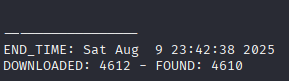 -----------------
END_TIME: Sat Aug  9 23:42:38 2025
DOWNLOADED: 4612 - FOUND: 4610